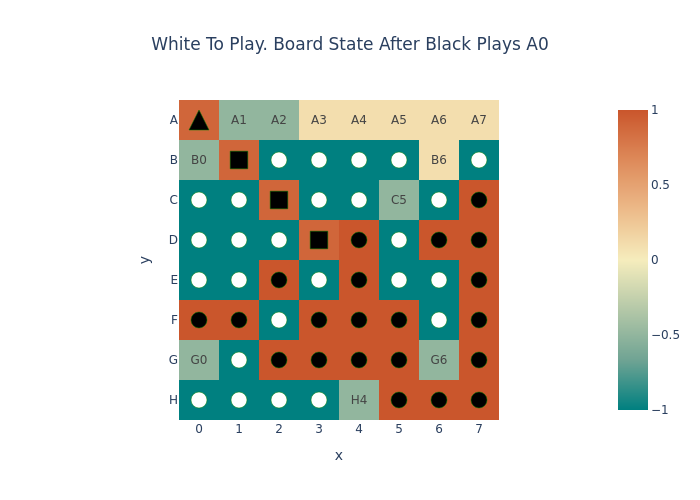 White To Play. Board State After Black Plays A0
A A1 A2 A3 A4 A5 A6 A7 1
B B0 B6
C C5 0.5
D
y E 0
F
G G0 G6 −0.5
H H4 −1
0 1 2 3 4 5 6 7
x